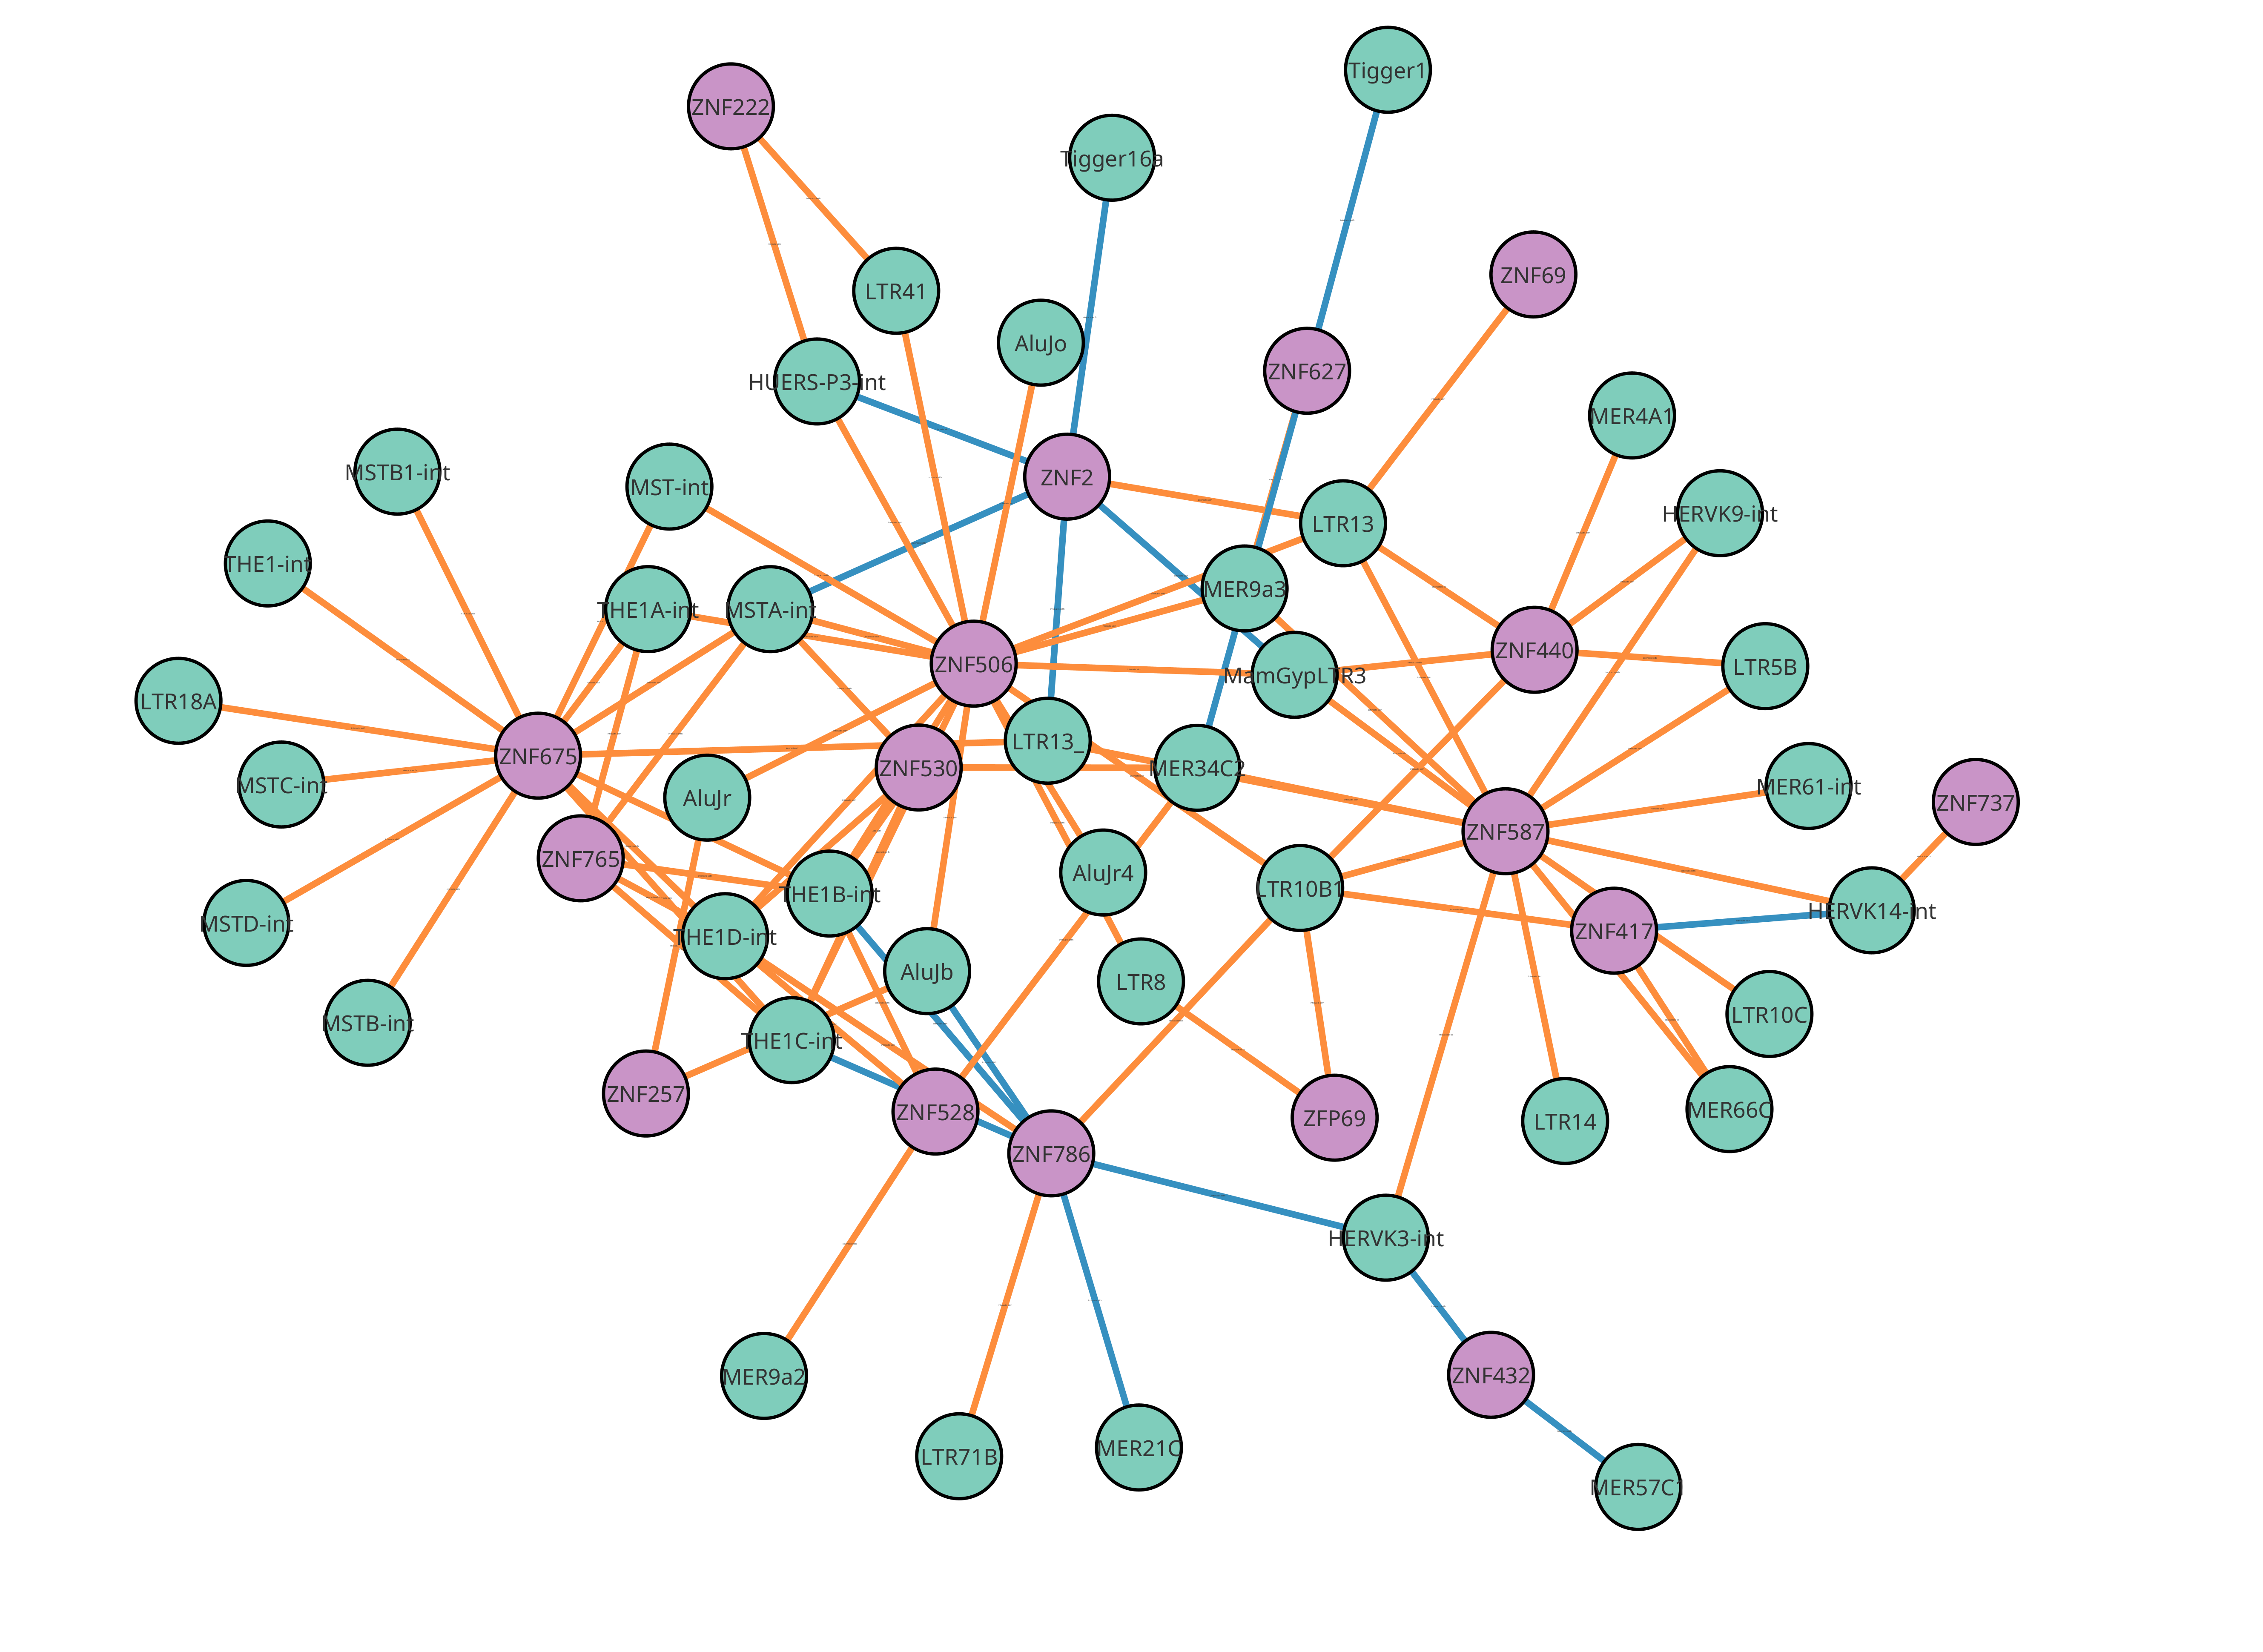 Tigger1
ZNF222
Tigger16a
ZNF69
LTR41
AluJo
ZNF627
HUERS-P3-int
MER4A1
MSTB1-int
ZNF2
MST-int
HERVK9-int
LTR13
THE1-int
MER9a3
THE1A-int
MSTA-int
ZNF440
ZNF506
LTR5B
MamGypLTR3
LTR18A
LTR13_
ZNF675
ZNF530
MER34C2
MSTC-int
MER61-int
AluJr
ZNF737
ZNF587
ZNF765
AluJr4
LTR10B1
THE1B-int
HERVK14-int
MSTD-int
ZNF417
THE1D-int
AluJb
LTR8
LTR10C
MSTB-int
THE1C-int
ZNF257
MER66C
ZNF528
ZFP69
LTR14
ZNF786
HERVK3-int
MER9a2
ZNF432
MER21C
LTR71B
MER57C1